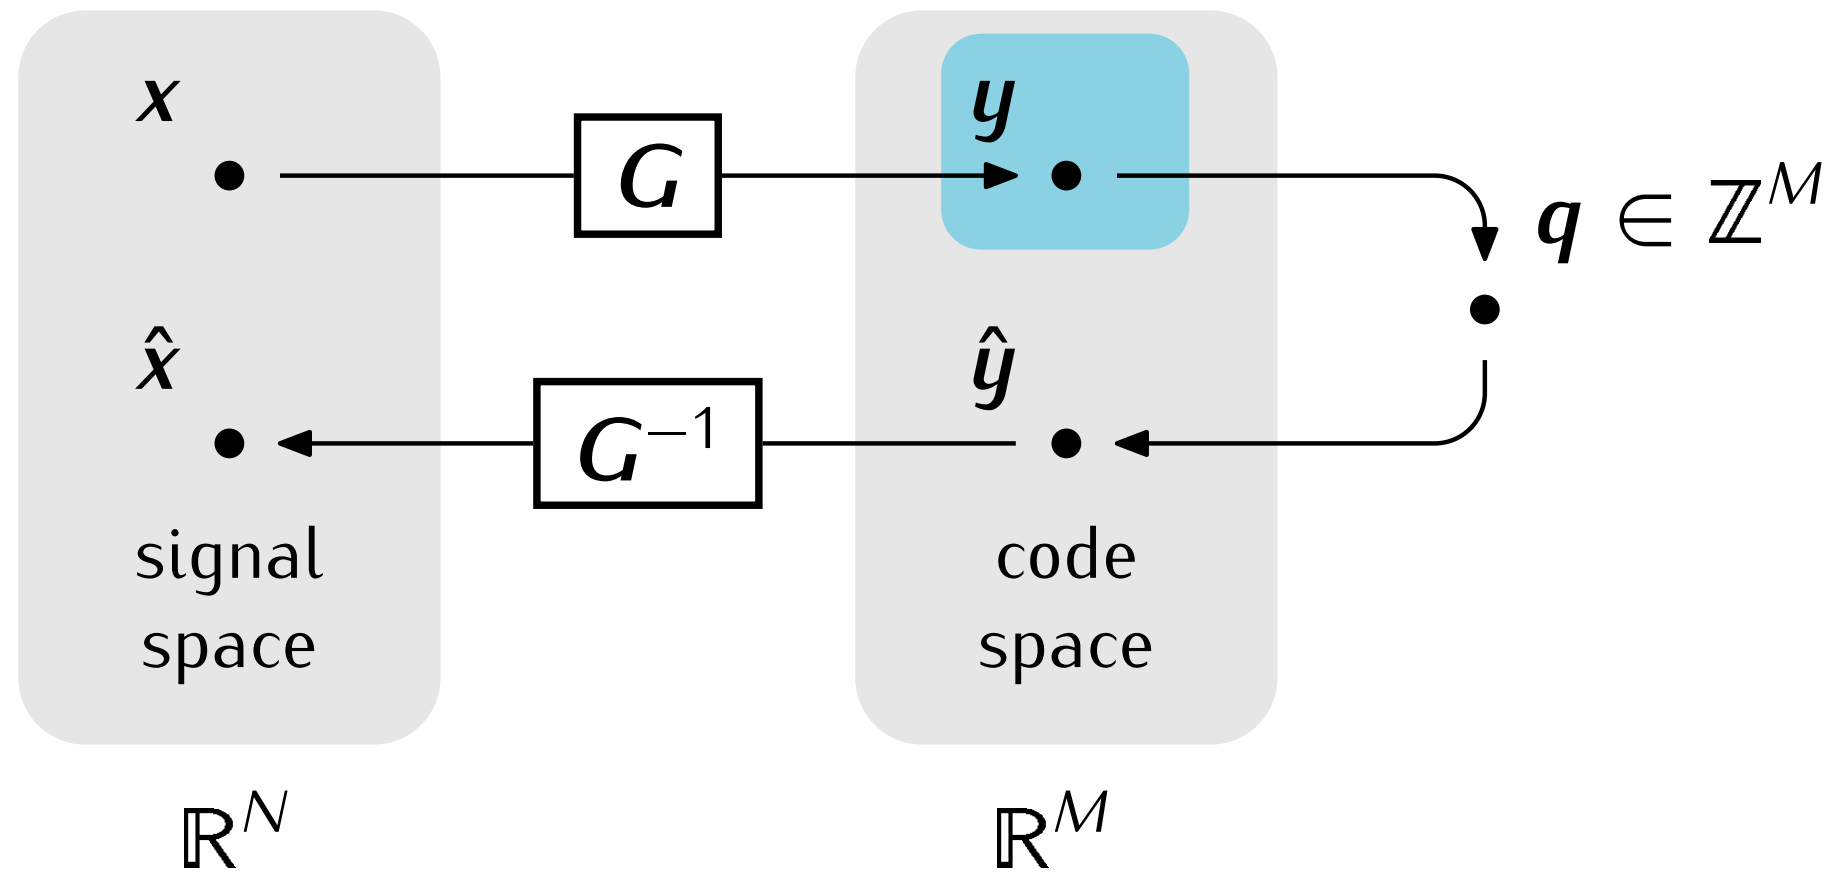 x
G
y
q ∈ ℤ^M
x̂
G^−1
ŷ
signal
space
code
space
ℝ^N
ℝ^M